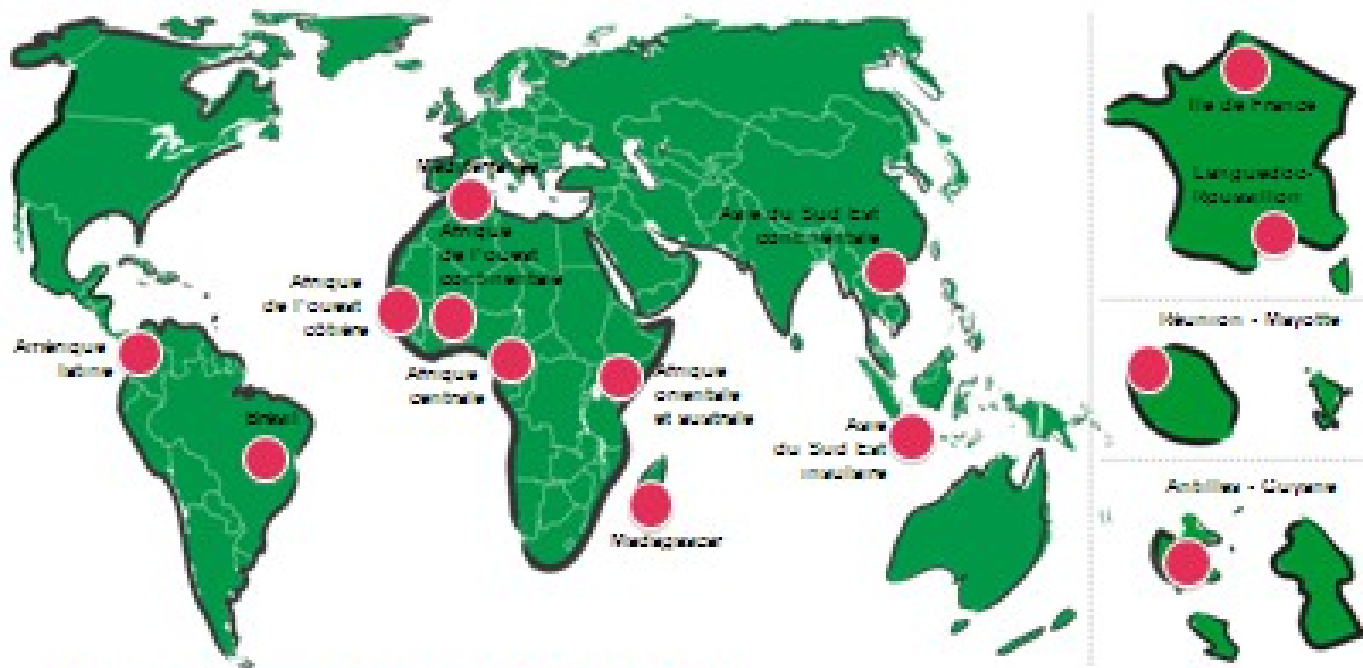 Ile de France
Méditerranée
Languedoc-
Roussillon
Asie du Sud Est
continentale
Afrique
de l'ouest
continentale
Afrique
de l'ouest
côtière
Réunion - Mayotte
Amérique
latine
Afrique
centrale
Afrique
orientale
et australe
Brésil
Asie
du Sud Est
insulaire
Antilles - Guyane
Madagascar